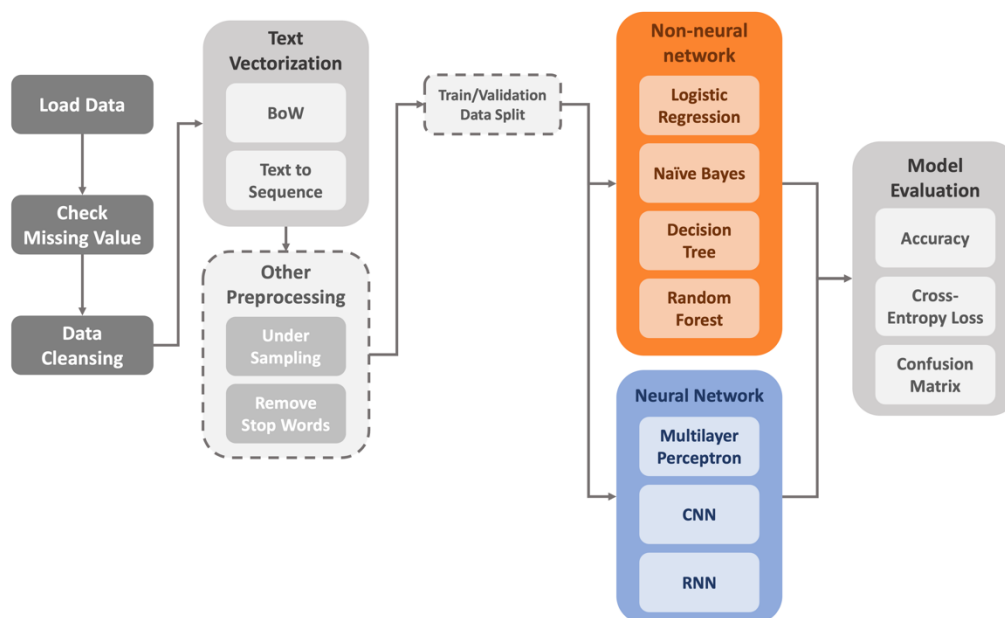 Load Data
Check
Missing Value
Data
Cleansing
Text
Vectorization
BoW
Text to
Sequence
Other
Preprocessing
Under
Sampling
Remove
Stop Words
Train/Validation
Data Split
Non-neural
network
Logistic
Regression
Naïve Bayes
Decision
Tree
Random
Forest
Neural Network
Multilayer
Perceptron
CNN
RNN
Model
Evaluation
Accuracy
Cross-
Entropy Loss
Confusion
Matrix